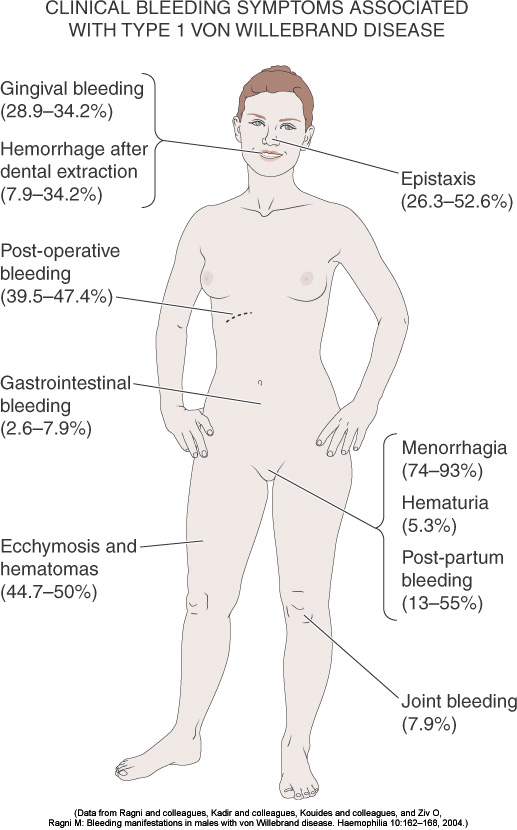 CLINICAL BLEEDING SYMPTOMS ASSOCIATED
WITH TYPE 1 VON WILLEBRAND DISEASE
Gingival bleeding
(28.9–34.2%)
Hemorrhage after
dental extraction
(7.9–34.2%)
Epistaxis
(26.3–52.6%)
Post-operative
bleeding
(39.5–47.4%)
Gastrointestinal
bleeding
(2.6–7.9%)
Menorrhagia
(74–93%)
Hematuria
(5.3%)
Post-partum
bleeding
(13–55%)
Ecchymosis and
hematomas
(44.7–50%)
Joint bleeding
(7.9%)
(Data from Ragni and colleagues, Kadir and colleagues, Kouides and colleagues, and Ziv O,
Ragni M: Bleeding manifestations in males with von Willebrand disease. Haemophilia 10:162–168, 2004.)